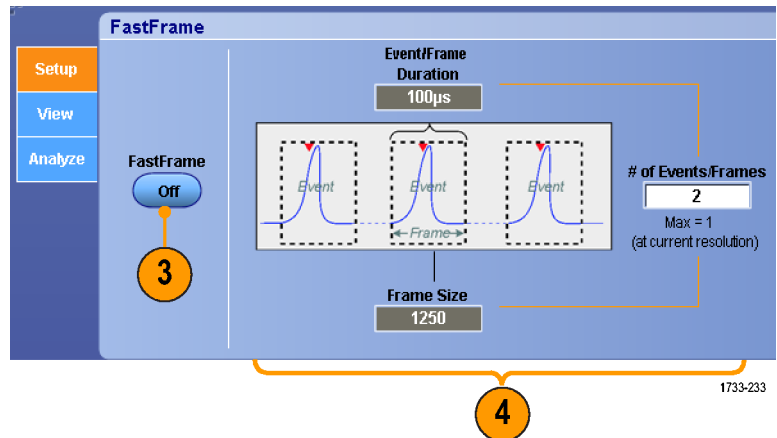 FastFrame
Setup
View
Analyze
FastFrame
Off
3
Event/Frame
Duration
100µs
Event
Event
Event
Frame
Frame Size
1250
# of Events/Frames
2
Max = 1
(at current resolution)
4
1733-233